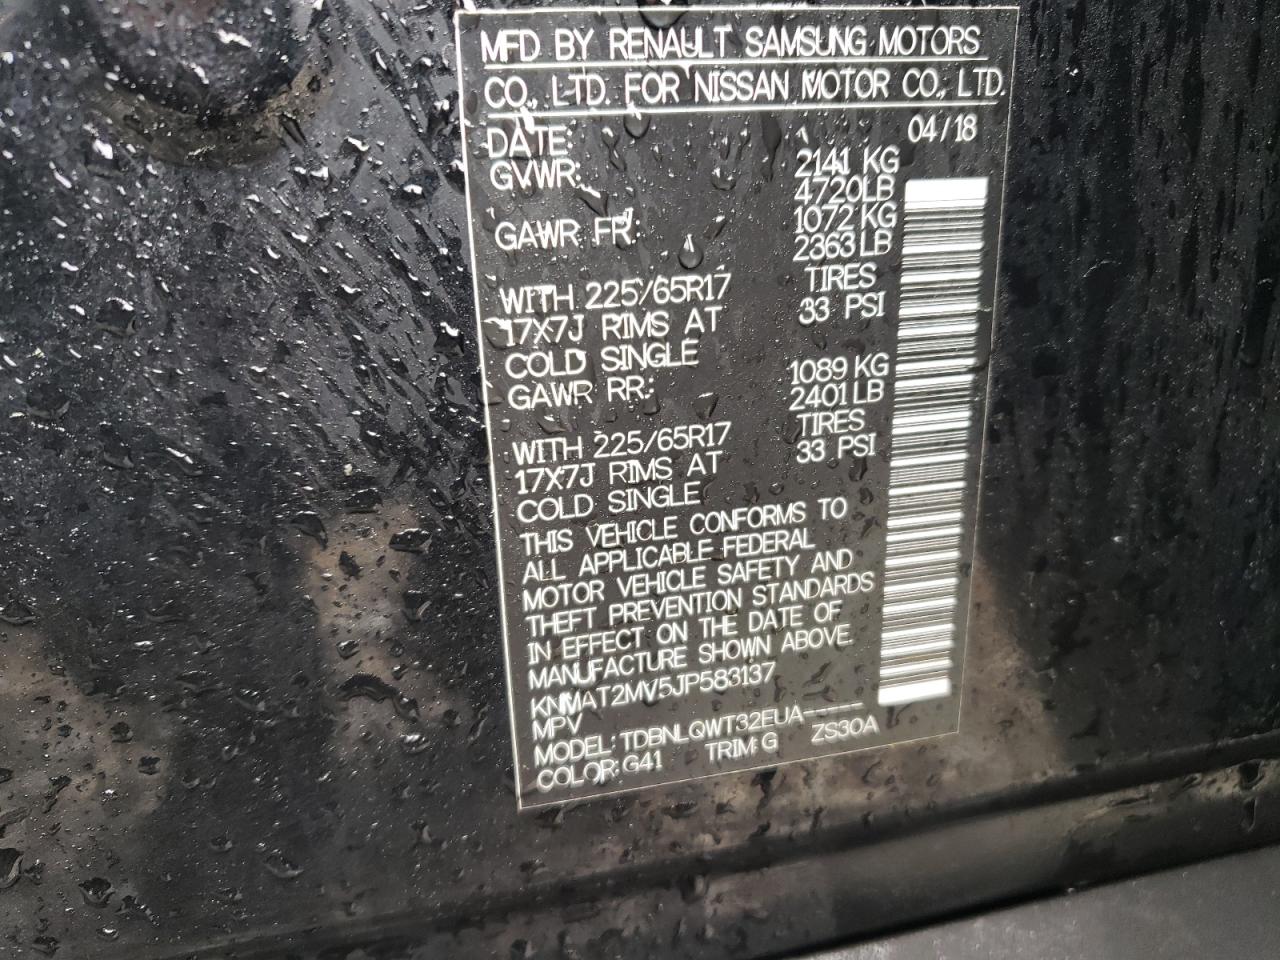 MFD BY RENAULT SAMSUNG MOTORS
CO., LTD. FOR NISSAN MOTOR CO., LTD.
DATE: 04/18
GVWR: 2141 KG
4720LB
GAWR FR: 1072 KG
2363LB
WITH 225/65R17 TIRES
17X7J RIMS AT 33 PSI
COLD SINGLE
GAWR RR: 1089 KG
2401LB
WITH 225/65R17 TIRES
17X7J RIMS AT 33 PSI
COLD SINGLE
THIS VEHICLE CONFORMS TO
ALL APPLICABLE FEDERAL
MOTOR VEHICLE SAFETY AND
THEFT PREVENTION STANDARDS
IN EFFECT ON THE DATE OF
MANUFACTURE SHOWN ABOVE.
KNMAT2MV5JP583137
MPV
MODEL: TDBNLQWT32EUA-----
COLOR: G41 TRIM: G ZS30A